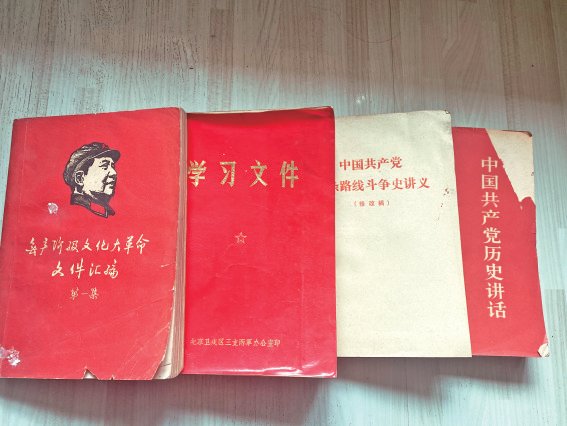 无产阶级文化大革命
文件汇编
第一集
学习文件
北京卫戍区三支两军办公室印
中国共产党
路线斗争史讲义
(修改稿)
中国共产党历史讲话